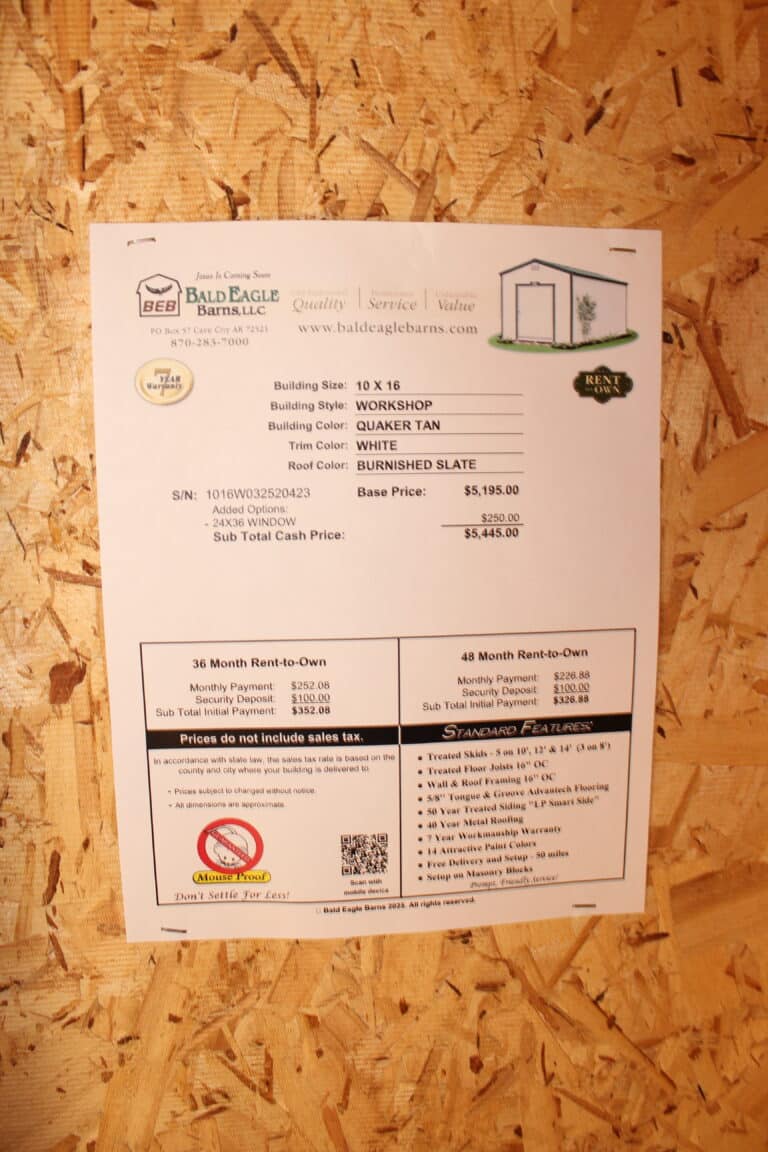 Jesus Is Coming Soon
BEB
BALD EAGLE
BARNS, LLC
Quality | Service | Value
PO Box 57 Cave City AR 72521
870-283-7000
www.baldeaglebarns.com
7 YEAR
Warranty
RENT
TO
OWN
Building Size: 10 X 16
Building Style: WORKSHOP
Building Color: QUAKER TAN
Trim Color: WHITE
Roof Color: BURNISHED SLATE
S/N: 1016W032520423 Base Price: $5,195.00
Added Options:
- 24X36 WINDOW $250.00
Sub Total Cash Price: $5,445.00
36 Month Rent-to-Own
Monthly Payment: $252.08
Security Deposit: $100.00
Sub Total Initial Payment: $352.08
48 Month Rent-to-Own
Monthly Payment: $226.88
Security Deposit: $100.00
Sub Total Initial Payment: $326.88
Prices do not include sales tax.
In accordance with state law, the sales tax rate is based on the
county and city where your building is delivered to.
- Prices subject to changed without notice.
- All dimensions are approximate.
Mouse Proof
Don't Settle For Less!
Scan with
mobile device
STANDARD FEATURES:
• Treated Skids - 5 on 10', 12' & 14' (3 on 8')
• Treated Floor Joists 16" OC
• Wall & Roof Framing 16" OC
• 5/8" Tongue & Groove Advantech Flooring
• 50 Year Treated Siding "LP Smart Side"
• 40 Year Metal Roofing
• 7 Year Workmanship Warranty
• 14 Attractive Paint Colors
• Free Delivery and Setup - 50 miles
• Setup on Masonry Blocks
Prompt, Friendly Service!
Bald Eagle Barns 2023. All rights reserved.